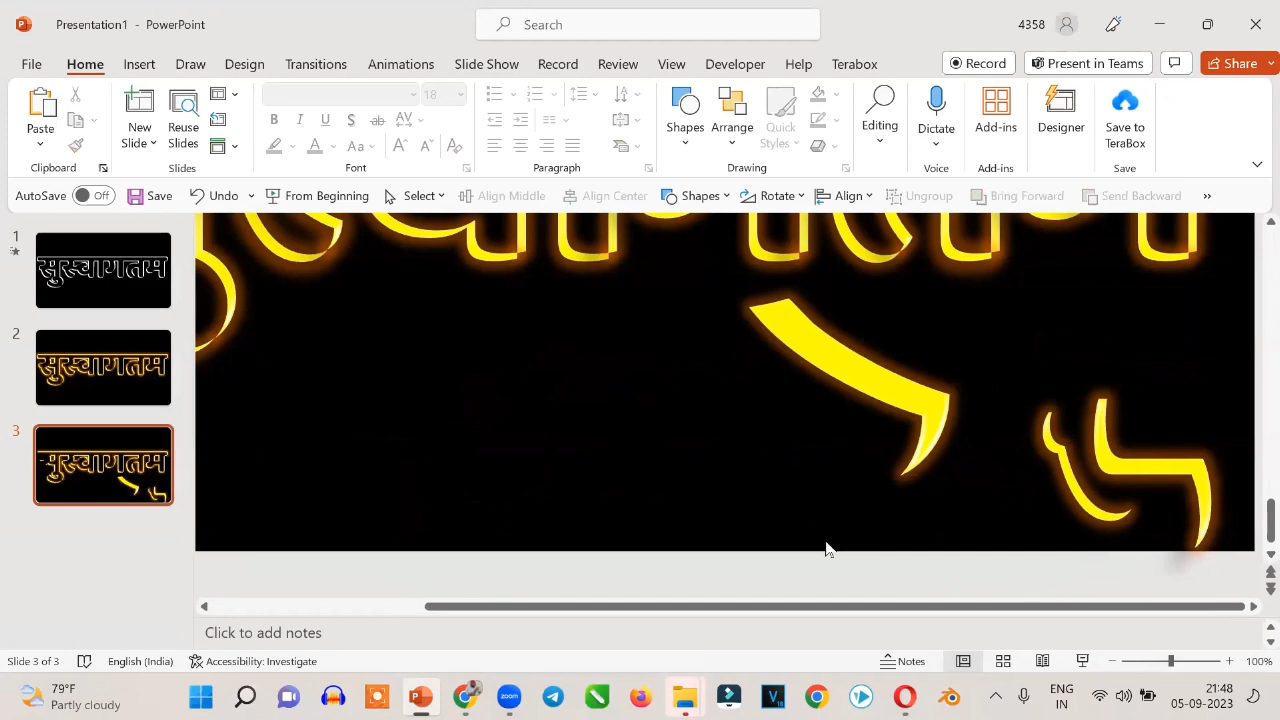 Presentation1 - PowerPoint
Search
4358
File Home Insert Draw Design Transitions Animations Slide Show Record Review View Developer Help Terabox
Record Present in Teams Share
Paste
New Slide
Reuse Slides
18
Shapes Arrange Quick Styles
Editing
Dictate
Add-ins
Designer
Save to TeraBox
Clipboard Slides Font Paragraph Drawing Voice Add-ins Save
AutoSave Off Save Undo From Beginning Select Align Middle Align Center Shapes Rotate Align Ungroup Bring Forward Send Backward
1
सुस्वागतम
2
सुस्वागतम
3
Click to add notes
Slide 3 of 3 English (India) Accessibility: Investigate Notes 100%
79°F
Partly cloudy
zoom
ENG
IN
21:48
05-09-2023